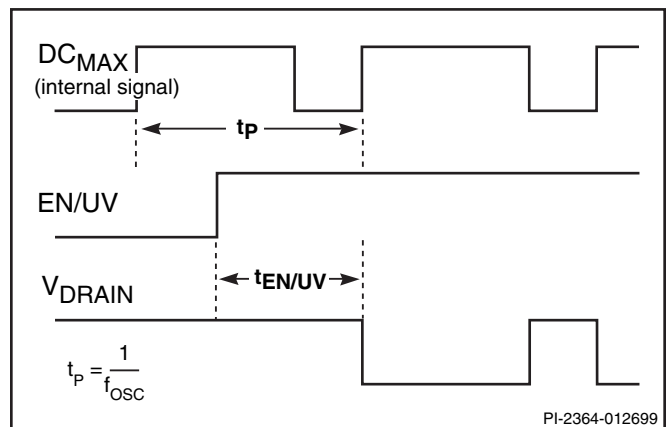 DCMAX
(internal signal)
tP
EN/UV
tEN/UV
VDRAIN
tP = 1/fOSC
PI-2364-012699